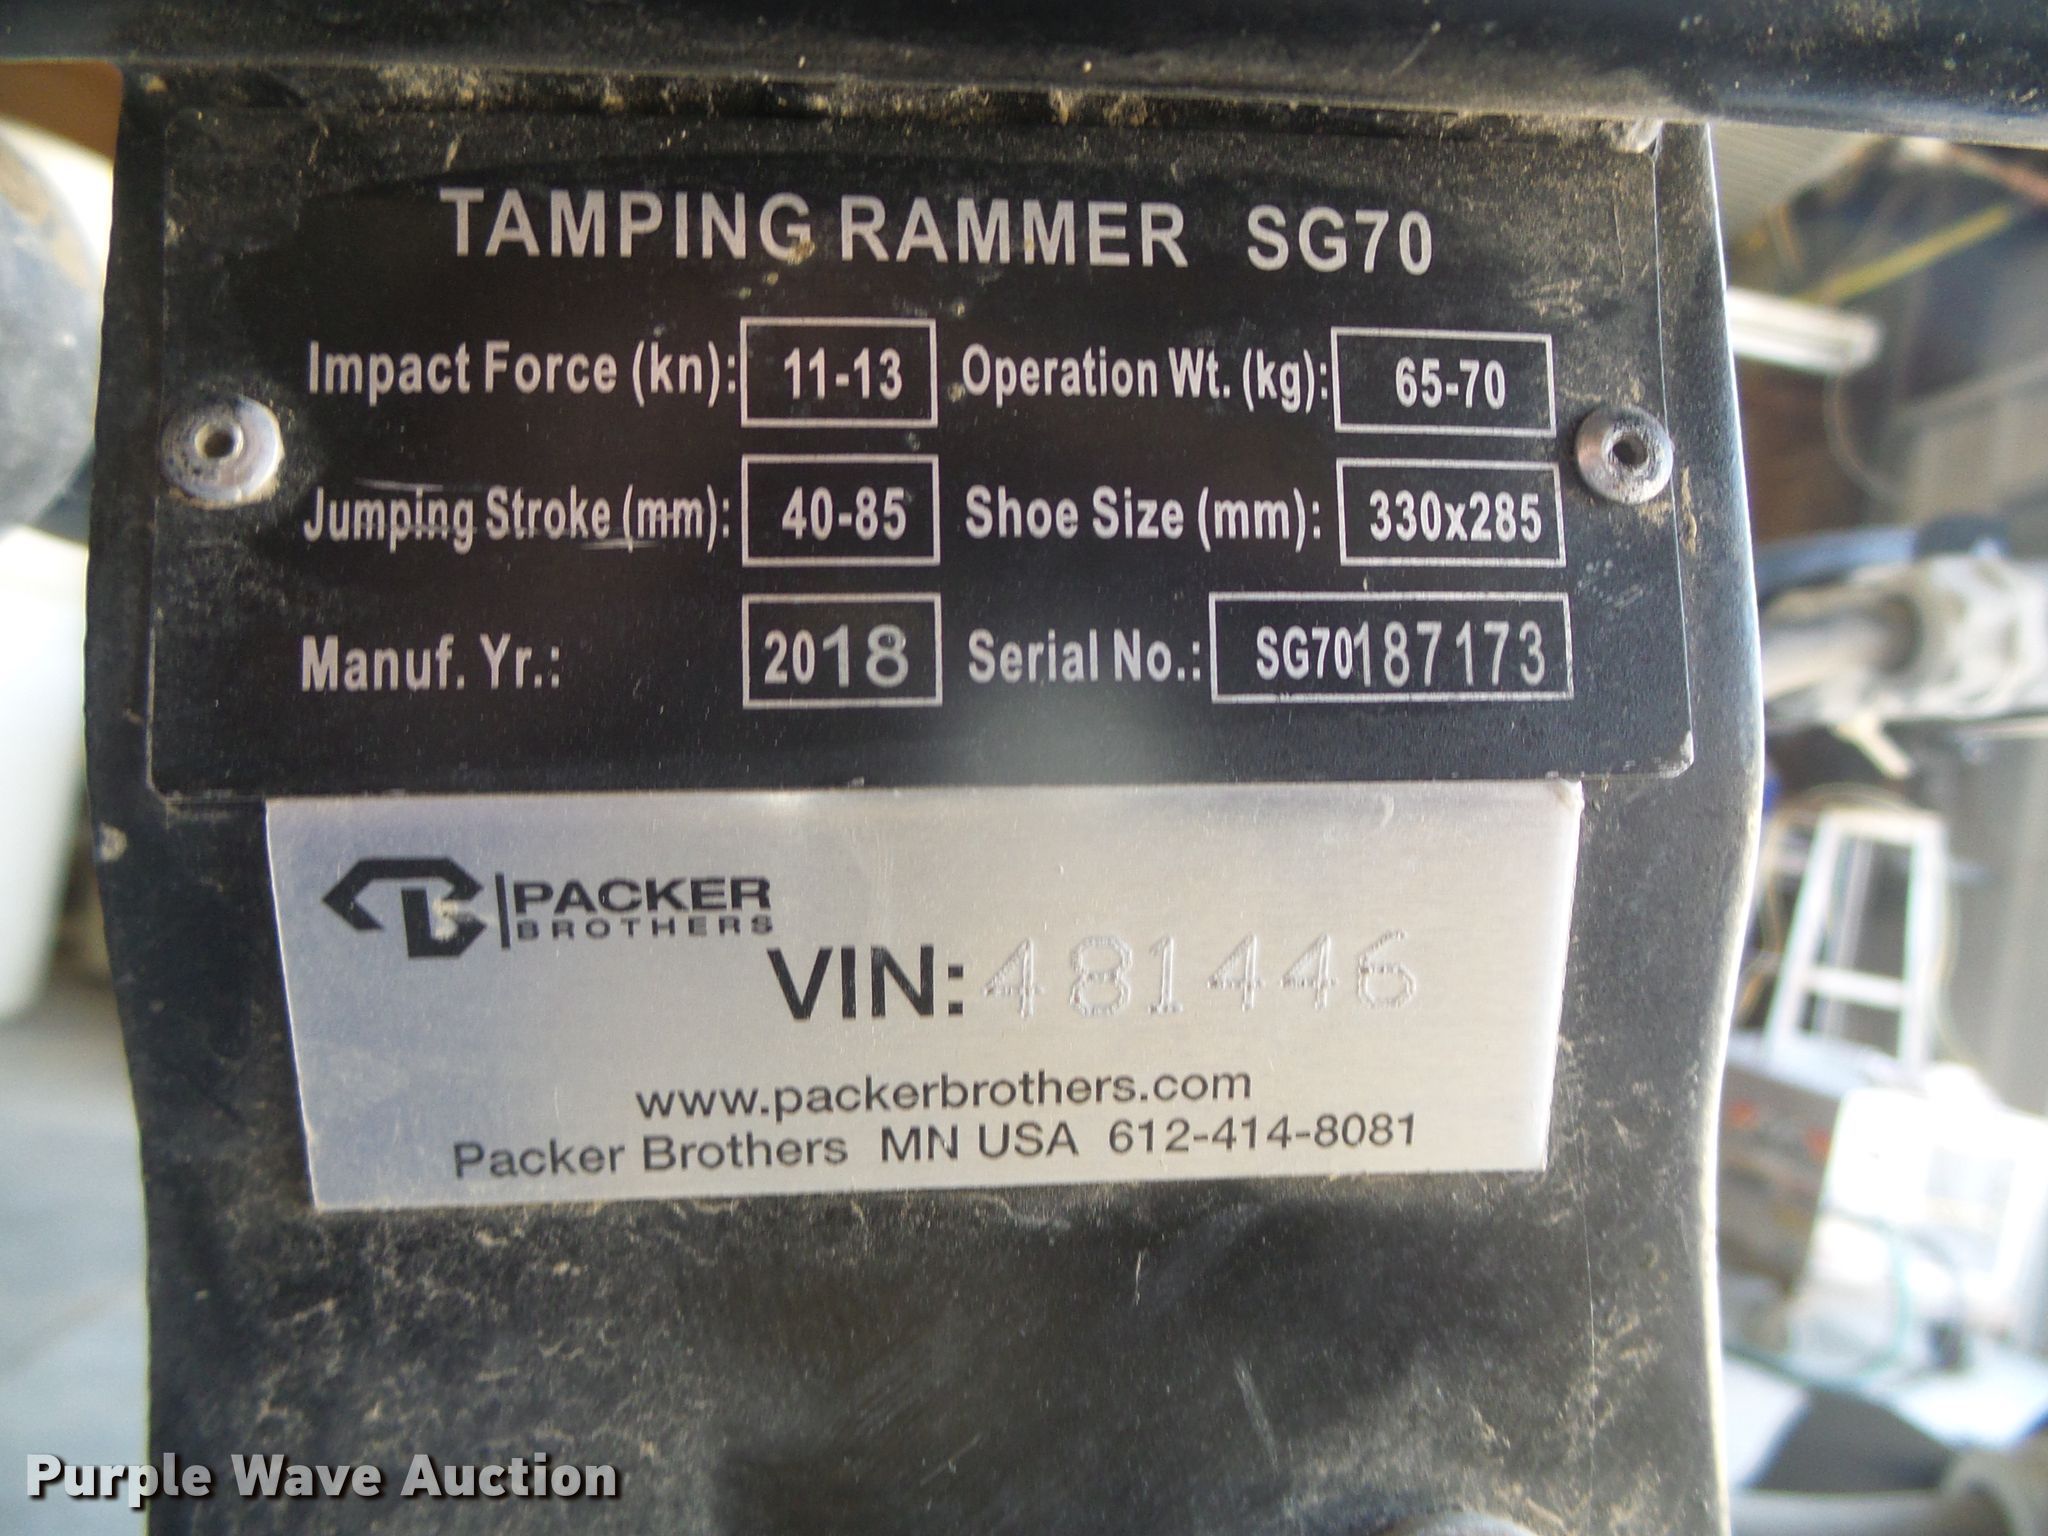 TAMPING RAMMER SG70
Impact Force (kn): 11-13 Operation Wt. (kg): 65-70
Jumping Stroke (mm): 40-85 Shoe Size (mm): 330x285
Manuf. Yr.: 2018 Serial No.: SG70187173
PACKER
BROTHERS
VIN: 481446
www.packerbrothers.com
Packer Brothers MN USA 612-414-8081
Purple Wave Auction